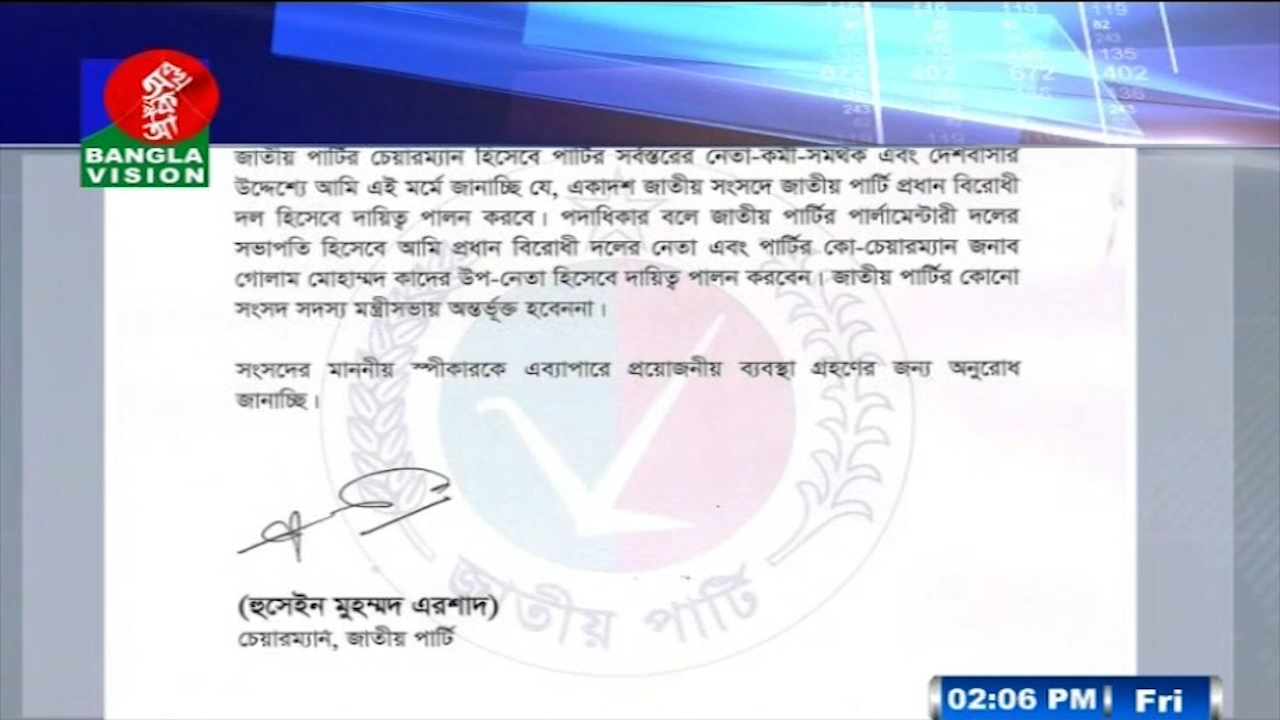 BANGLA
VISION
জাতীয় পার্টির চেয়ারম্যান হিসেবে পার্টির সর্বস্তরের নেতা-কর্মী-সমর্থক এবং দেশবাসীর
উদ্দেশ্যে আমি এই মর্মে জানাচ্ছি যে, একাদশ জাতীয় সংসদে জাতীয় পার্টি প্রধান বিরোধী
দল হিসেবে দায়িত্ব পালন করবে। পদাধিকার বলে জাতীয় পার্টির পার্লামেন্টারী দলের
সভাপতি হিসেবে আমি প্রধান বিরোধী দলের নেতা এবং পার্টির কো-চেয়ারম্যান জনাব
গোলাম মোহাম্মদ কাদের উপ-নেতা হিসেবে দায়িত্ব পালন করবেন। জাতীয় পার্টির কোনো
সংসদ সদস্য মন্ত্রীসভায় অন্তর্ভূক্ত হবেননা।
সংসদের মাননীয় স্পীকারকে এব্যাপারে প্রয়োজনীয় ব্যবস্থা গ্রহণের জন্য অনুরোধ
জানাচ্ছি।
(হুসেইন মুহম্মদ এরশাদ)
চেয়ারম্যান, জাতীয় পার্টি
জাতীয় পার্টি
02:06 PM Fri